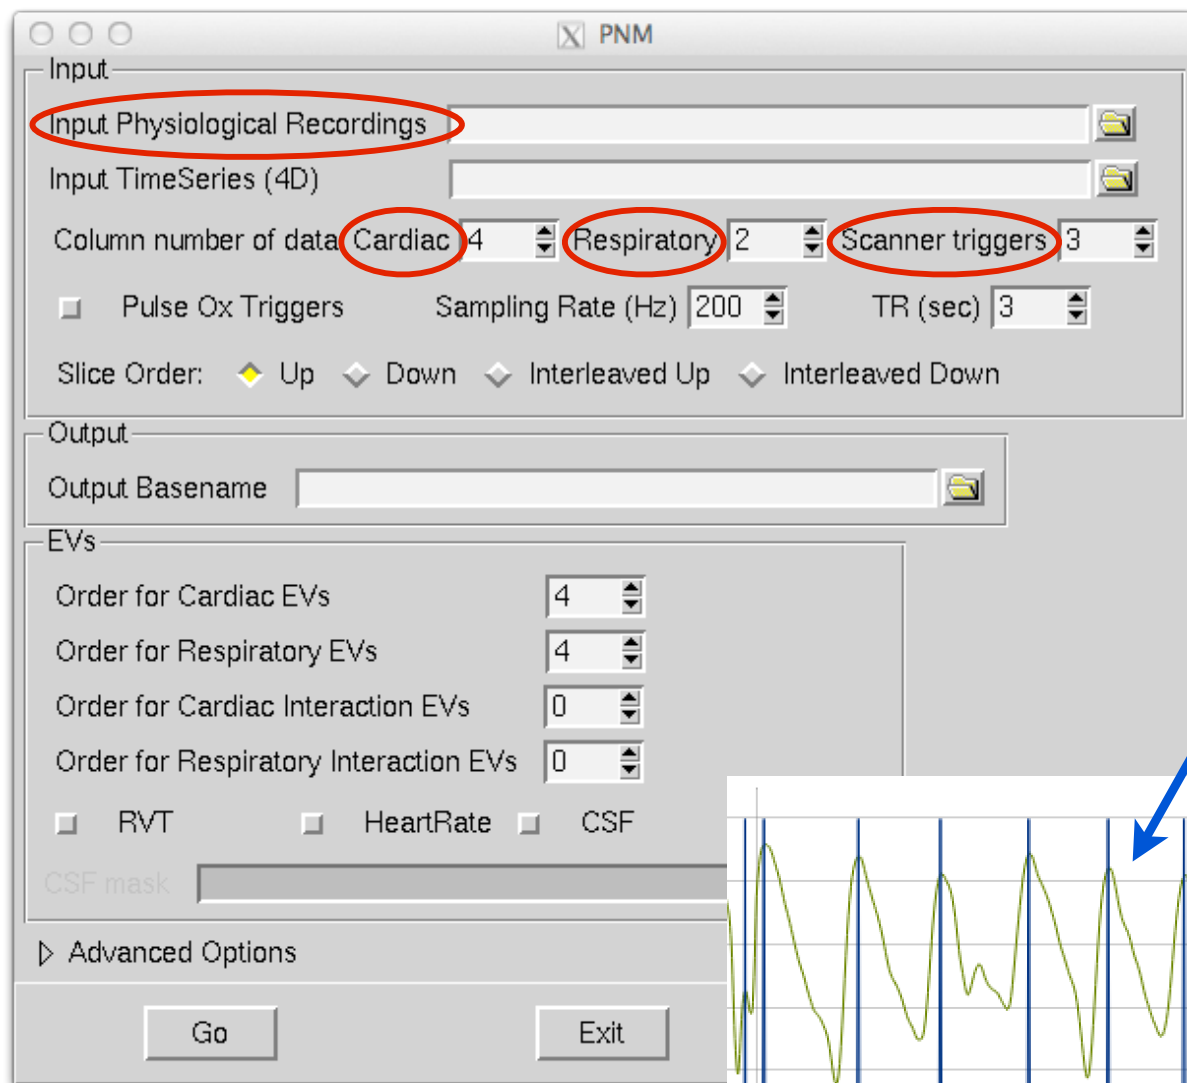 PNM
Input
Input Physiological Recordings
Input TimeSeries (4D)
Column number of data Cardiac 4 Respiratory 2 Scanner triggers 3
Pulse Ox Triggers Sampling Rate (Hz) 200 TR (sec) 3
Slice Order: Up Down Interleaved Up Interleaved Down
Output
Output Basename
EVs
Order for Cardiac EVs 4
Order for Respiratory EVs 4
Order for Cardiac Interaction EVs 0
Order for Respiratory Interaction EVs 0
RVT HeartRate CSF
CSF mask
Advanced Options
Go Exit